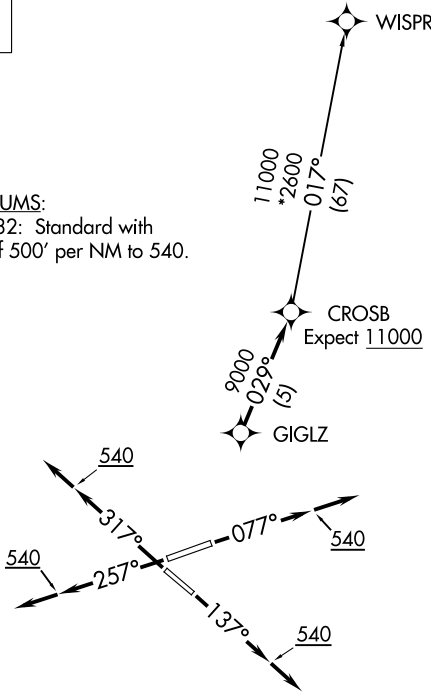 WISPR
11000
*2600
017°
(67)
UMS:
32: Standard with
f 500' per NM to 540.
CROSB
Expect 11000
9000
029°
(5)
GIGLZ
540
317°
077°
540
540
257°
137°
540